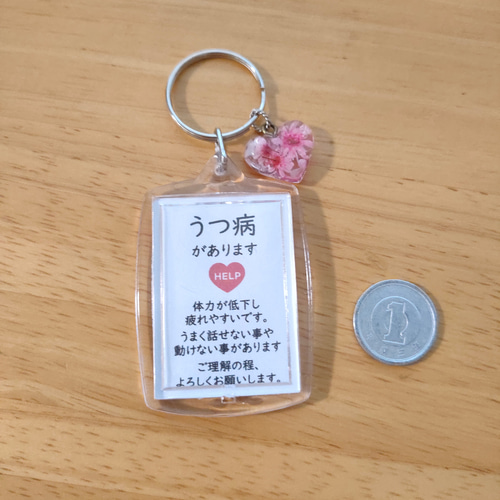 うつ病
があります
HELP
体力が低下し
疲れやすいです。
うまく話せない事や
動けない事があります
ご理解の程、
よろしくお願いします。
1